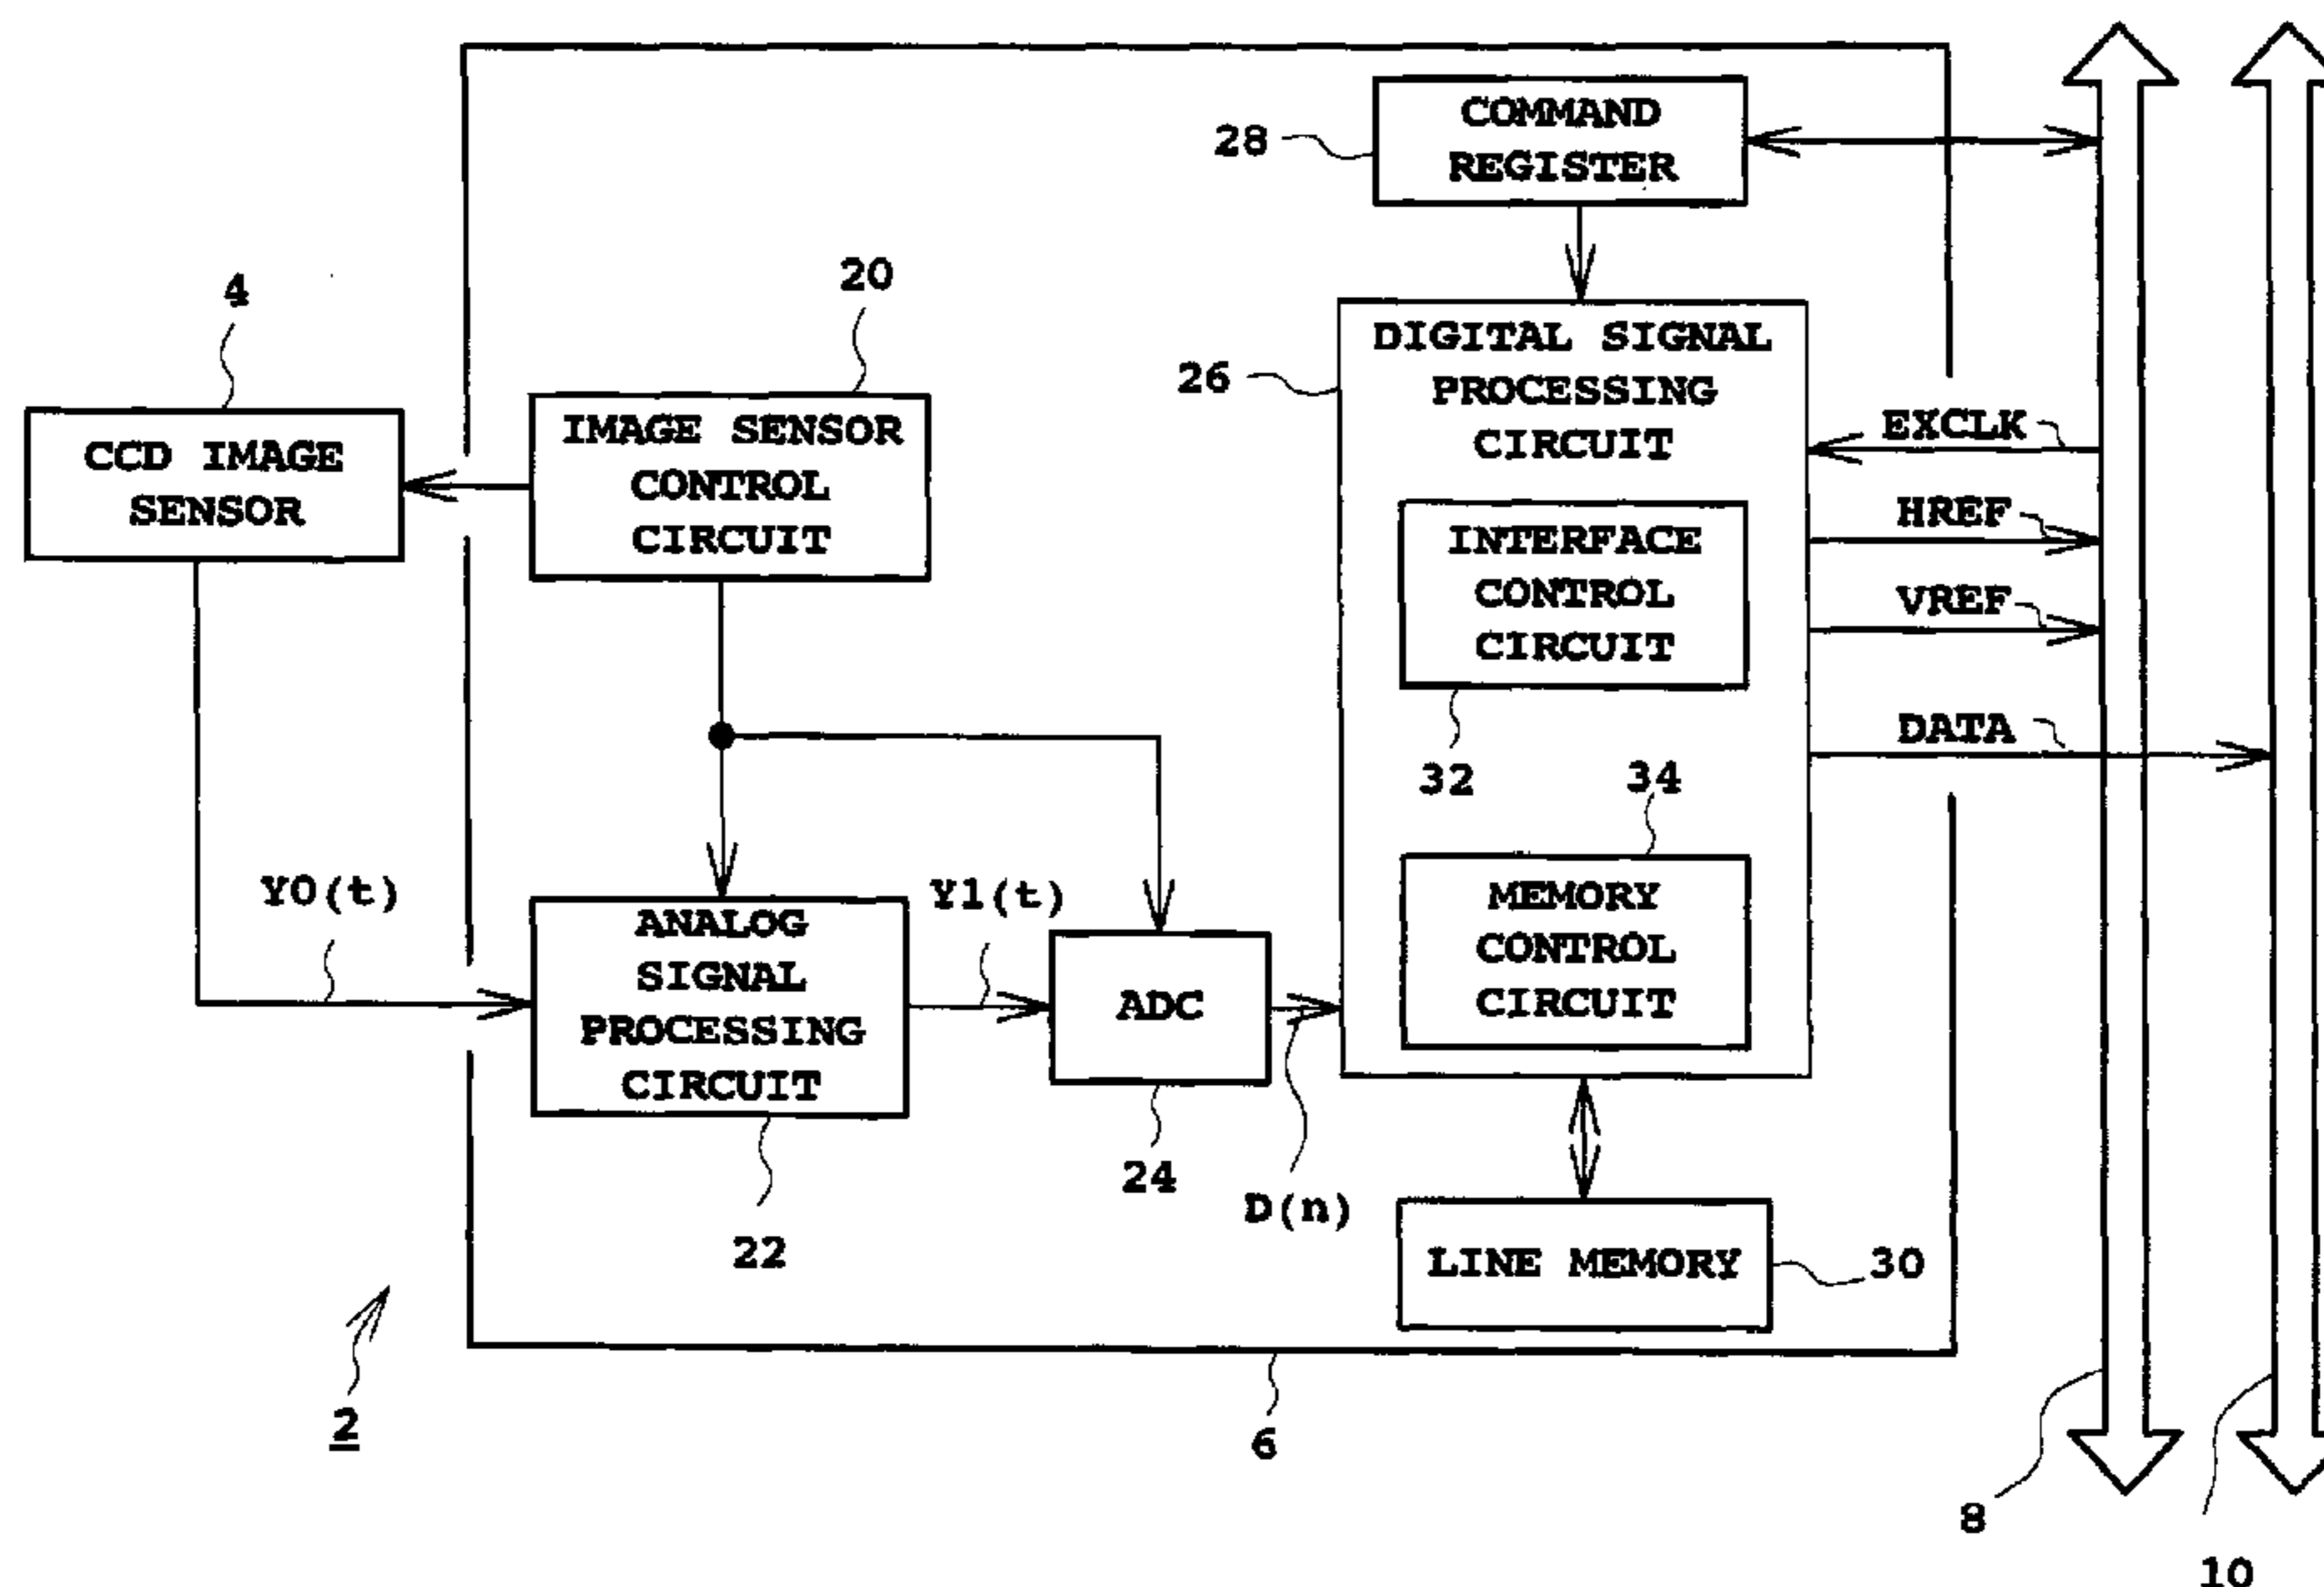 COMMAND
REGISTER
28
20
4
DIGITAL SIGNAL
PROCESSING
CIRCUIT
26
EXCLK
HREF
VREF
DATA
CCD IMAGE
SENSOR
IMAGE SENSOR
CONTROL
CIRCUIT
INTERFACE
CONTROL
CIRCUIT
32
34
Y0(t)
ANALOG
SIGNAL
PROCESSING
CIRCUIT
22
Y1(t)
ADC
24
D(n)
MEMORY
CONTROL
CIRCUIT
LINE MEMORY
30
2
6
8
10